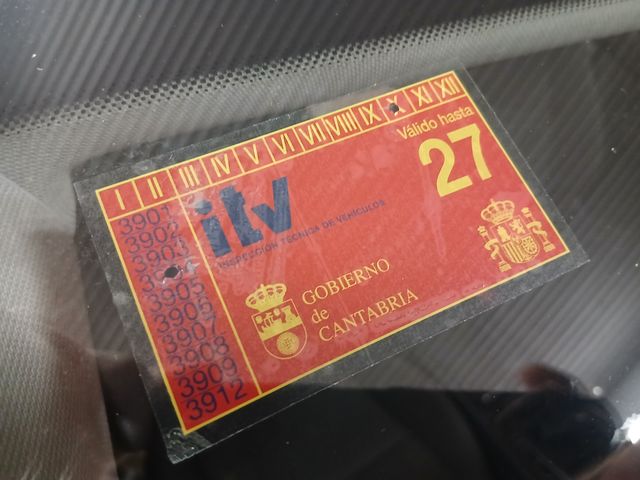 I II III IV V VI VII VIII IX X XI XII
Válido hasta
27
itv
INSPECCIÓN TÉCNICA DE VEHÍCULOS
3901
3902
3903
3905
3907
3908
3909
3912
GOBIERNO
de
CANTABRIA